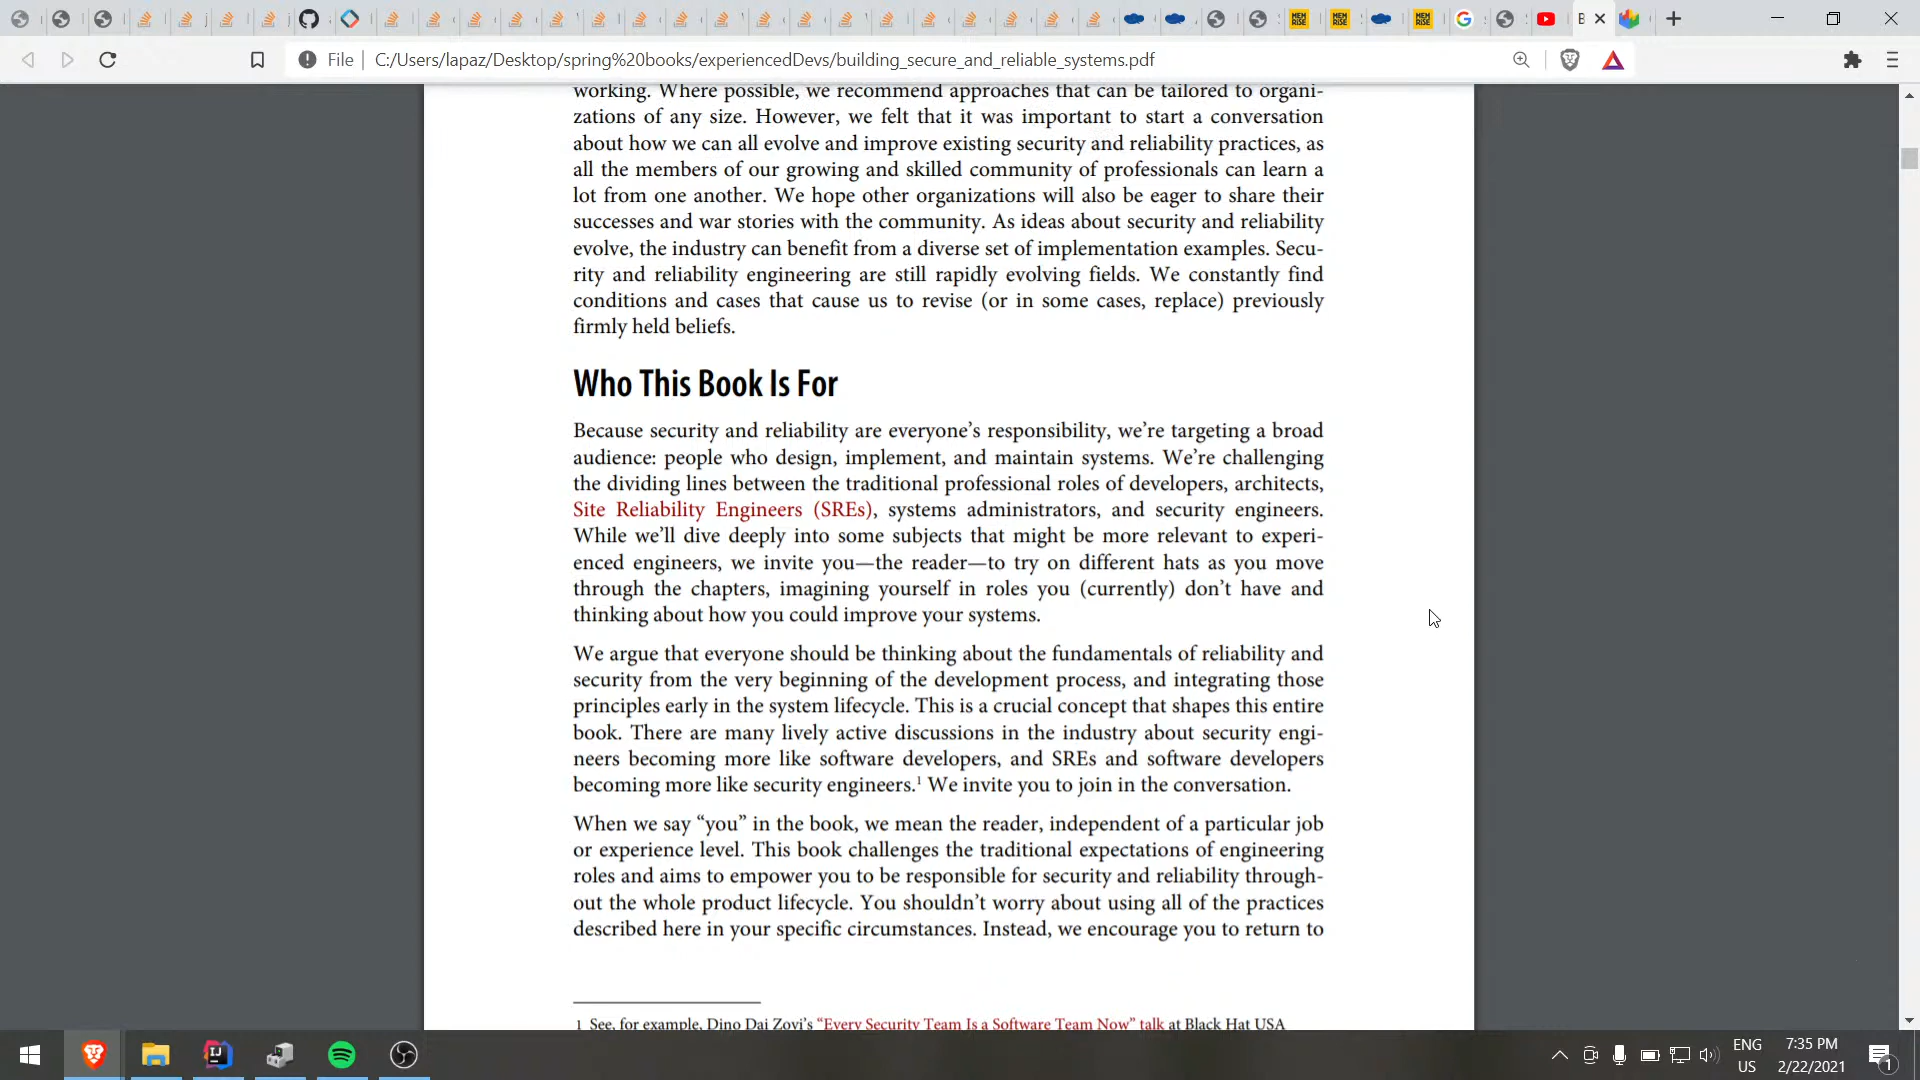 File
C:/Users/lapaz/Desktop/spring%20books/experiencedDevs/building_secure_and_reliable_systems.pdf
working. Where possible, we recommend approaches that can be tailored to organi-
zations of any size. However, we felt that it was important to start a conversation
about how we can all evolve and improve existing security and reliability practices, as
all the members of our growing and skilled community of professionals can learn a
lot from one another. We hope other organizations will also be eager to share their
successes and war stories with the community. As ideas about security and reliability
evolve, the industry can benefit from a diverse set of implementation examples. Secu-
rity and reliability engineering are still rapidly evolving fields. We constantly find
conditions and cases that cause us to revise (or in some cases, replace) previously
firmly held beliefs.
Who This Book Is For
Because security and reliability are everyone’s responsibility, we’re targeting a broad
audience: people who design, implement, and maintain systems. We’re challenging
the dividing lines between the traditional professional roles of developers, architects,
Site Reliability Engineers (SREs), systems administrators, and security engineers.
While we’ll dive deeply into some subjects that might be more relevant to experi-
enced engineers, we invite you—the reader—to try on different hats as you move
through the chapters, imagining yourself in roles you (currently) don’t have and
thinking about how you could improve your systems.
We argue that everyone should be thinking about the fundamentals of reliability and
security from the very beginning of the development process, and integrating those
principles early in the system lifecycle. This is a crucial concept that shapes this entire
book. There are many lively active discussions in the industry about security engi-
neers becoming more like software developers, and SREs and software developers
becoming more like security engineers.¹ We invite you to join in the conversation.
When we say “you” in the book, we mean the reader, independent of a particular job
or experience level. This book challenges the traditional expectations of engineering
roles and aims to empower you to be responsible for security and reliability through-
out the whole product lifecycle. You shouldn’t worry about using all of the practices
described here in your specific circumstances. Instead, we encourage you to return to
1 See, for example, Dino Dai Zovi’s “Every Security Team Is a Software Team Now” talk at Black Hat USA
ENG
US
7:35 PM
2/22/2021
1